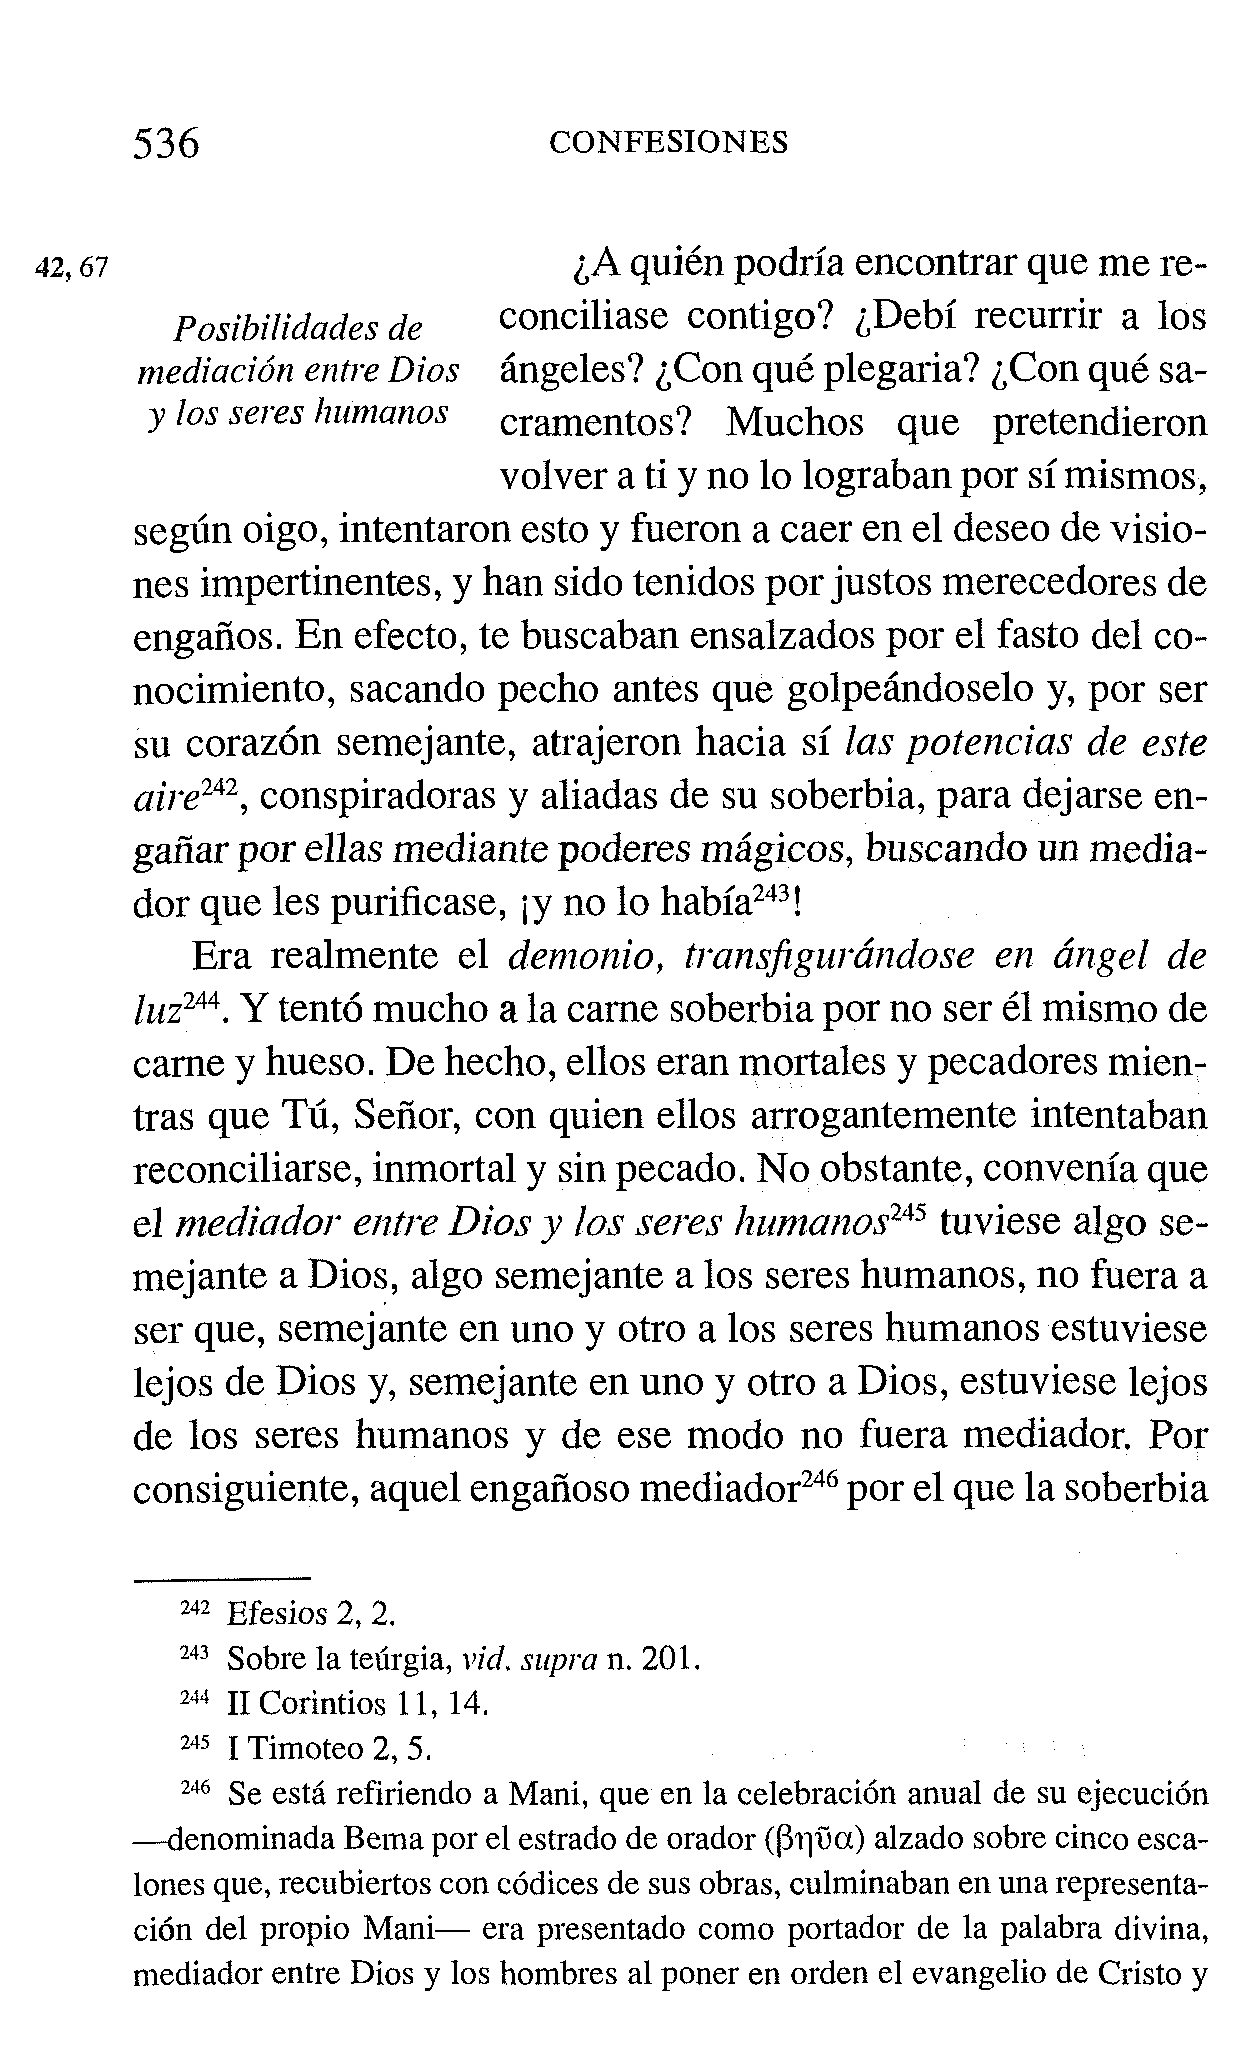 536 CONFESIONES
42, 67
Posibilidades de
mediación entre Dios
y los seres humanos
¿A quién podría encontrar que me re-
conciliase contigo? ¿Debí recurrir a los
ángeles? ¿Con qué plegaria? ¿Con qué sa-
cramentos? Muchos que pretendieron
volver a ti y no lo lograban por sí mismos,
según oigo, intentaron esto y fueron a caer en el deseo de visio-
nes impertinentes, y han sido tenidos por justos merecedores de
engaños. En efecto, te buscaban ensalzados por el fasto del co-
nocimiento, sacando pecho antes que golpeándoselo y, por ser
su corazón semejante, atrajeron hacia sí las potencias de este
aire²⁴², conspiradoras y aliadas de su soberbia, para dejarse en-
gañar por ellas mediante poderes mágicos, buscando un media-
dor que les purificase, ¡y no lo había²⁴³!
Era realmente el demonio, transfigurándose en ángel de
luz²⁴⁴. Y tentó mucho a la carne soberbia por no ser él mismo de
carne y hueso. De hecho, ellos eran mortales y pecadores mien-
tras que Tú, Señor, con quien ellos arrogantemente intentaban
reconciliarse, inmortal y sin pecado. No obstante, convenía que
el mediador entre Dios y los seres humanos²⁴⁵ tuviese algo se-
mejante a Dios, algo semejante a los seres humanos, no fuera a
ser que, semejante en uno y otro a los seres humanos estuviese
lejos de Dios y, semejante en uno y otro a Dios, estuviese lejos
de los seres humanos y de ese modo no fuera mediador. Por
consiguiente, aquel engañoso mediador²⁴⁶ por el que la soberbia
²⁴² Efesios 2, 2.
²⁴³ Sobre la teúrgia, vid. supra n. 201.
²⁴⁴ II Corintios 11, 14.
²⁴⁵ I Timoteo 2, 5.
²⁴⁶ Se está refiriendo a Mani, que en la celebración anual de su ejecución
—denominada Bema por el estrado de orador (βηῦα) alzado sobre cinco esca-
lones que, recubiertos con códices de sus obras, culminaban en una representa-
ción del propio Mani— era presentado como portador de la palabra divina,
mediador entre Dios y los hombres al poner en orden el evangelio de Cristo y